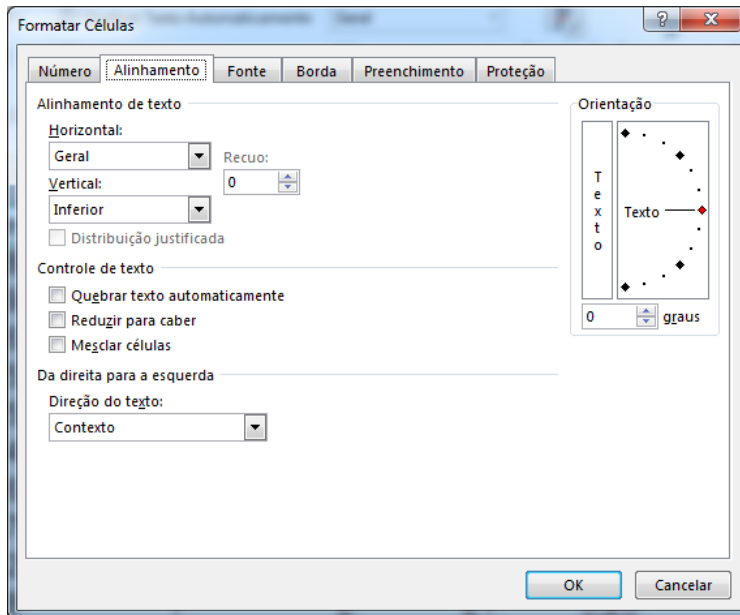 Formatar Células
Número Alinhamento Fonte Borda Preenchimento Proteção
Alinhamento de texto
Horizontal:
Geral
Recuo:
0
Vertical:
Inferior
Distribuição justificada
Controle de texto
Quebrar texto automaticamente
Reduzir para caber
Mesclar células
Da direita para a esquerda
Direção do texto:
Contexto
Orientação
Texto
Texto
0 graus
OK Cancelar